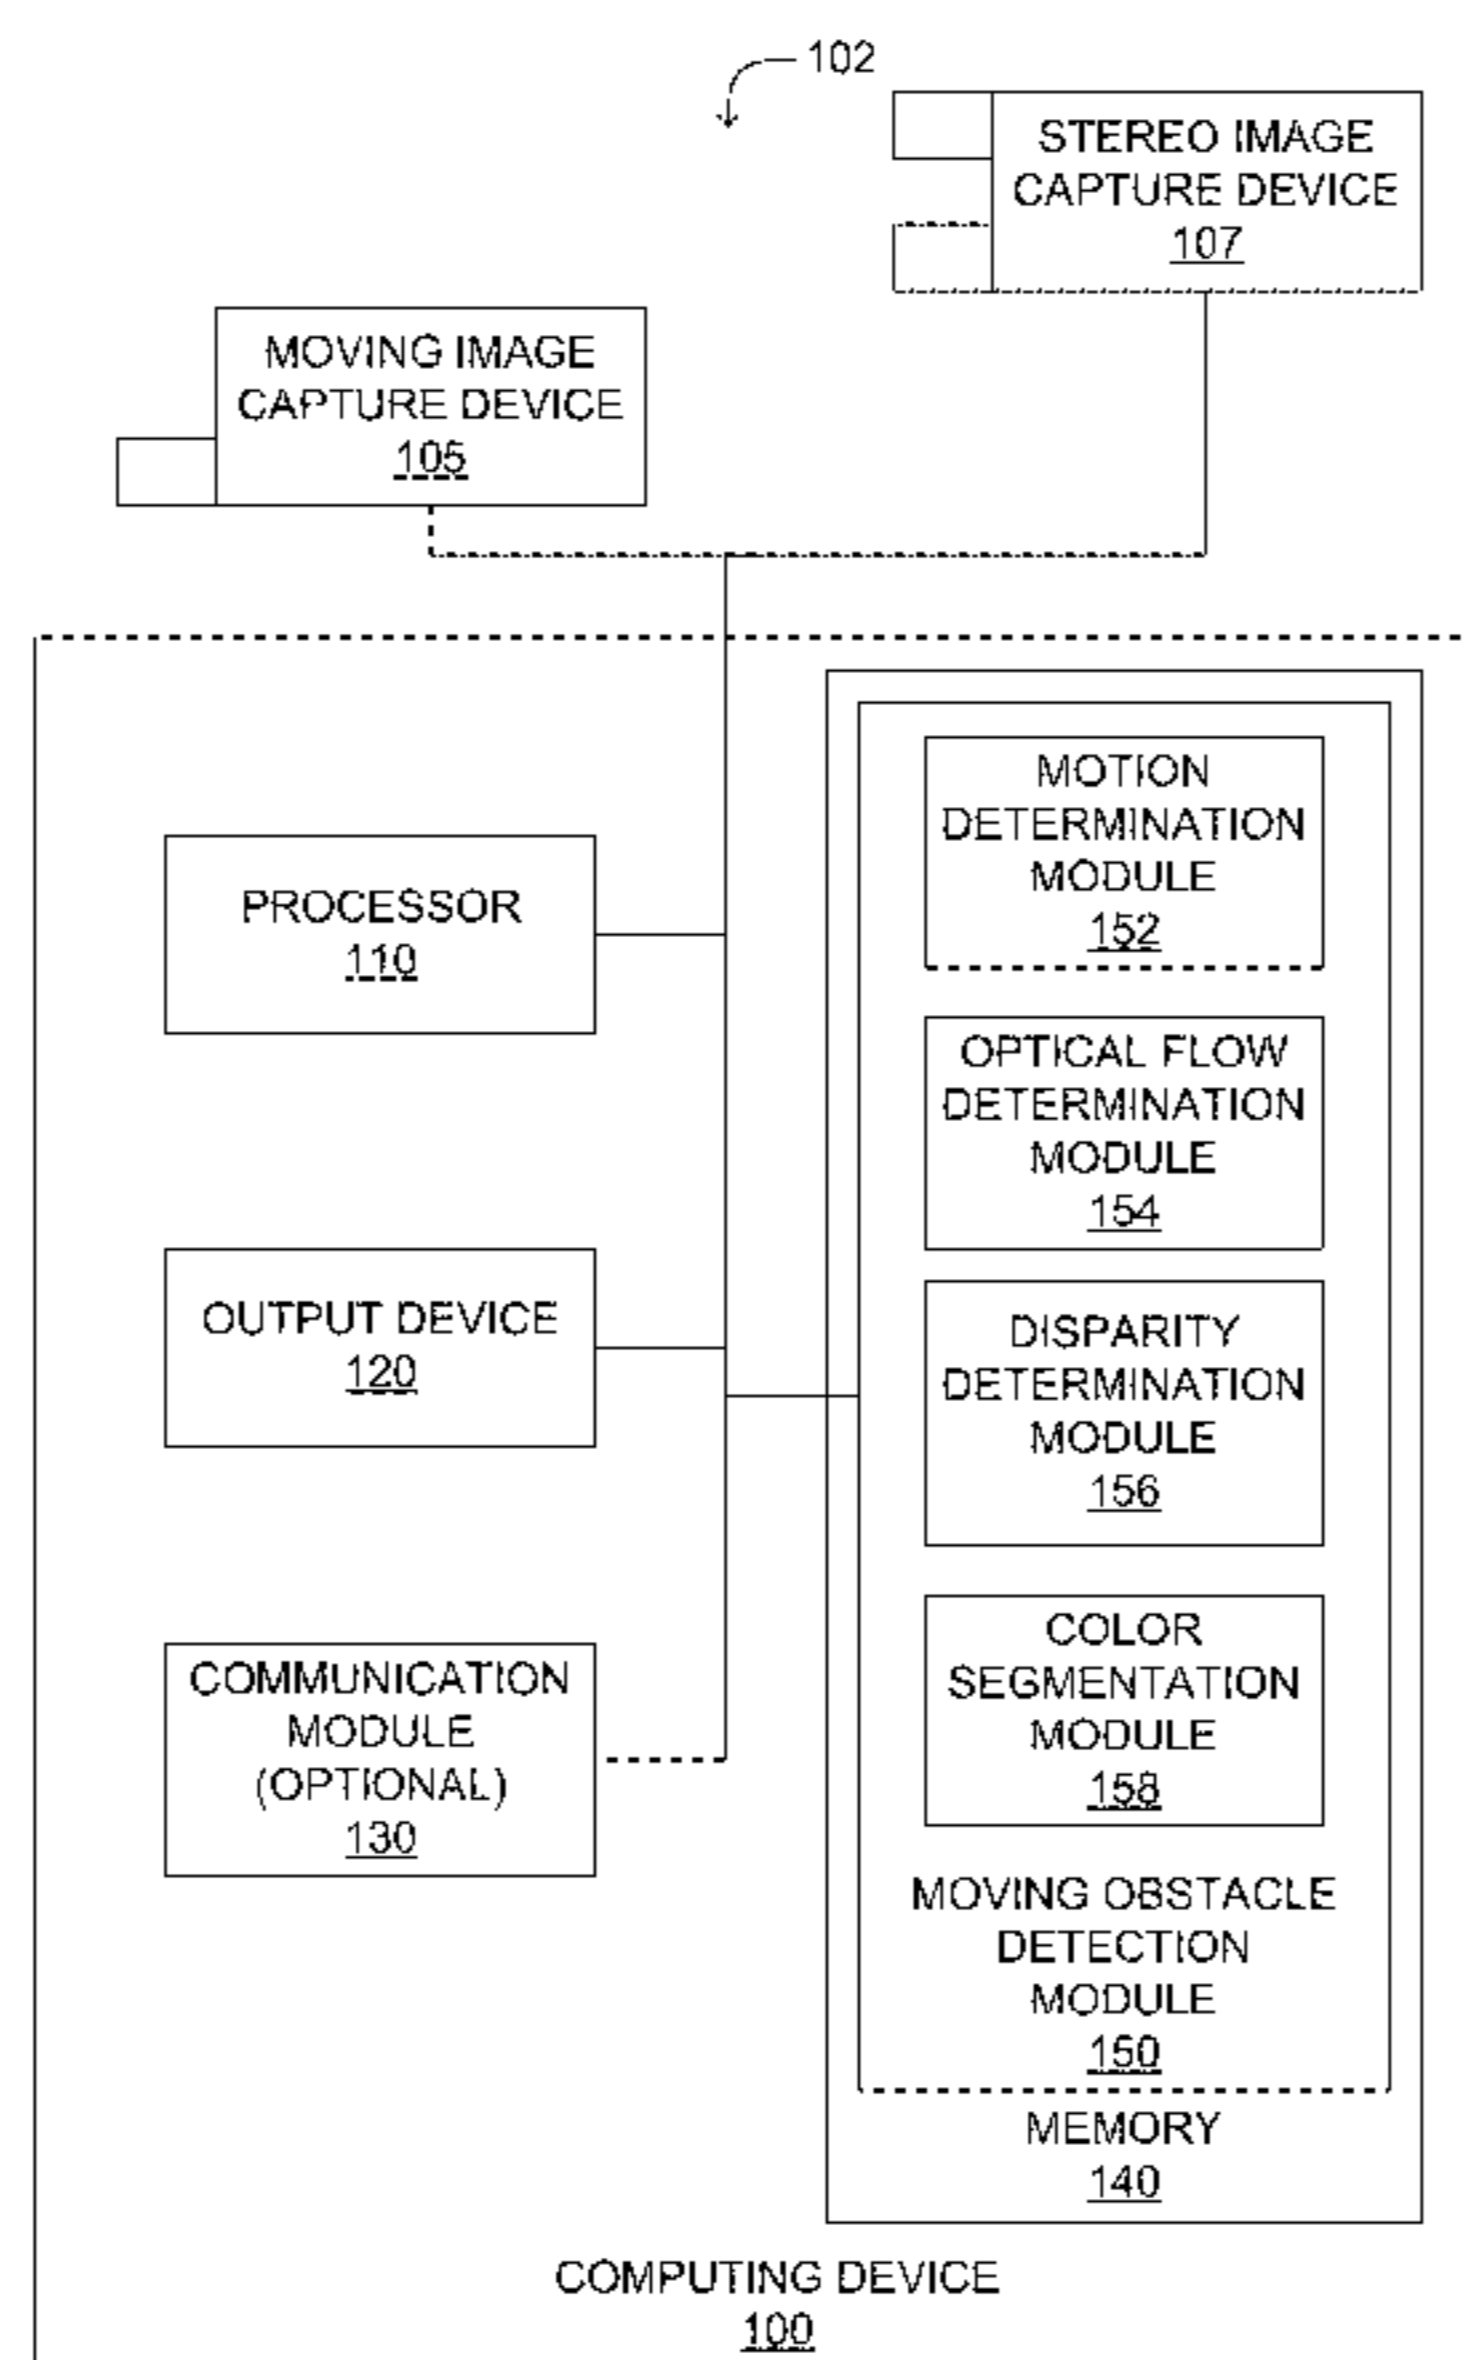 102
STEREO IMAGE
CAPTURE DEVICE
107
MOVING IMAGE
CAPTURE DEVICE
105
PROCESSOR
110
OUTPUT DEVICE
120
COMMUNICATION
MODULE
(OPTIONAL)
130
MOTION
DETERMINATION
MODULE
152
OPTICAL FLOW
DETERMINATION
MODULE
154
DISPARITY
DETERMINATION
MODULE
156
COLOR
SEGMENTATION
MODULE
158
MOVING OBSTACLE
DETECTION
MODULE
150
MEMORY
140
COMPUTING DEVICE
100